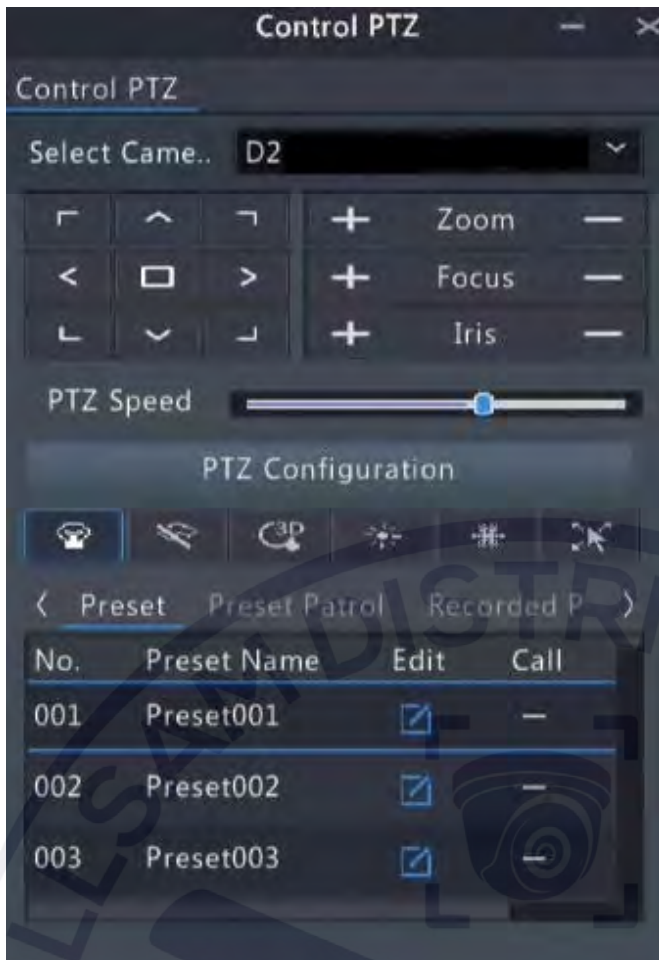 Control PTZ
Control PTZ
Select Came.. D2
+ Zoom —
+ Focus —
+ Iris —
PTZ Speed
PTZ Configuration
3D
< Preset Preset Patrol Recorded P >
No. Preset Name Edit Call
001 Preset001 —
002 Preset002 —
003 Preset003 —